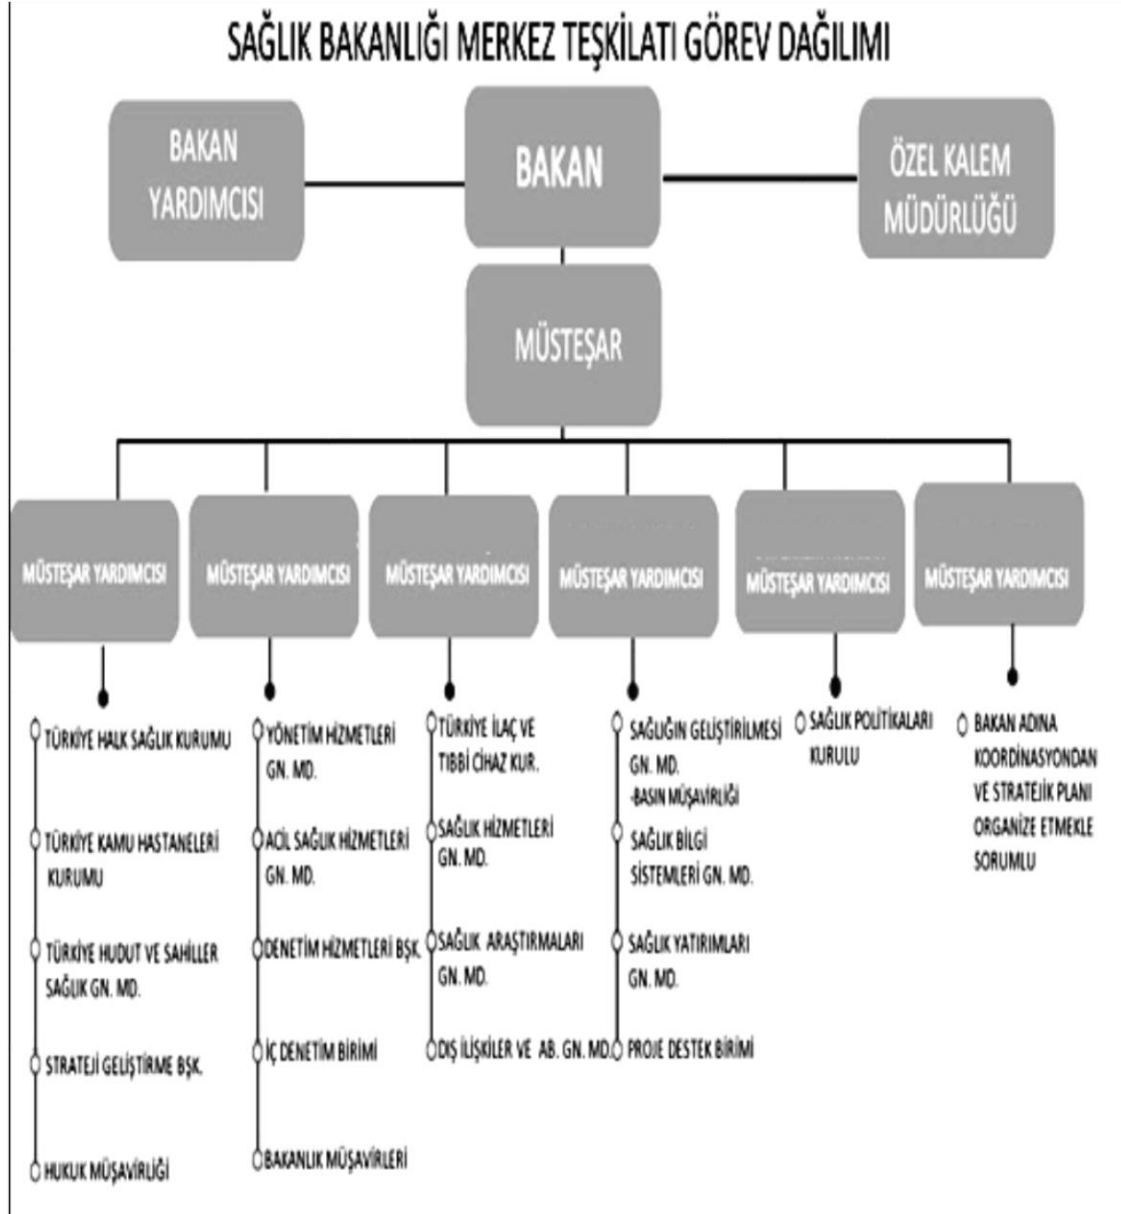 SAĞLIK BAKANLIĞI MERKEZ TEŞKİLATI GÖREV DAĞILIMI
BAKAN
YARDIMCISI
BAKAN
ÖZEL KALEM
MÜDÜRLÜĞÜ
MÜSTEŞAR
MÜSTEŞAR YARDIMCISI
MÜSTEŞAR YARDIMCISI
MÜSTEŞAR YARDIMCISI
MÜSTEŞAR YARDIMCISI
MÜSTEŞAR YARDIMCISI
MÜSTEŞAR YARDIMCISI
TÜRKİYE HALK SAĞLIK KURUMU
TÜRKİYE KAMU HASTANELERİ
KURUMU
TÜRKİYE HUDUT VE SAHİLLER
SAĞLIK GN. MD.
STRATEJİ GELİŞTİRME BŞK.
HUKUK MÜŞAVİRLİĞİ
YÖNETİM HİZMETLERİ
GN. MD.
ACİL SAĞLIK HİZMETLERİ
GN. MD.
DENETİM HİZMETLERİ BŞK.
İÇ DENETİM BİRİMİ
BAKANLIK MÜŞAVİRLERİ
TÜRKİYE İLAÇ VE
TIBBİ CİHAZ KUR.
SAĞLIK HİZMETLERİ
GN. MD.
SAĞLIK ARAŞTIRMALARI
GN. MD.
DIŞ İLİŞKİLER VE AB. GN. MD.
SAĞLIĞIN GELİŞTİRİLMESİ
GN. MD.
-BASIN MÜŞAVİRLİĞİ
SAĞLIK BİLGİ
SİSTEMLERİ GN. MD.
SAĞLIK YATIRIMLARI
GN. MD.
PROJE DESTEK BİRİMİ
SAĞLIK POLİTİKALARI
KURULU
BAKAN ADINA
KOORDİNASYONDAN
VE STRATEJİK PLANI
ORGANİZE ETMEKLE
SORUMLU